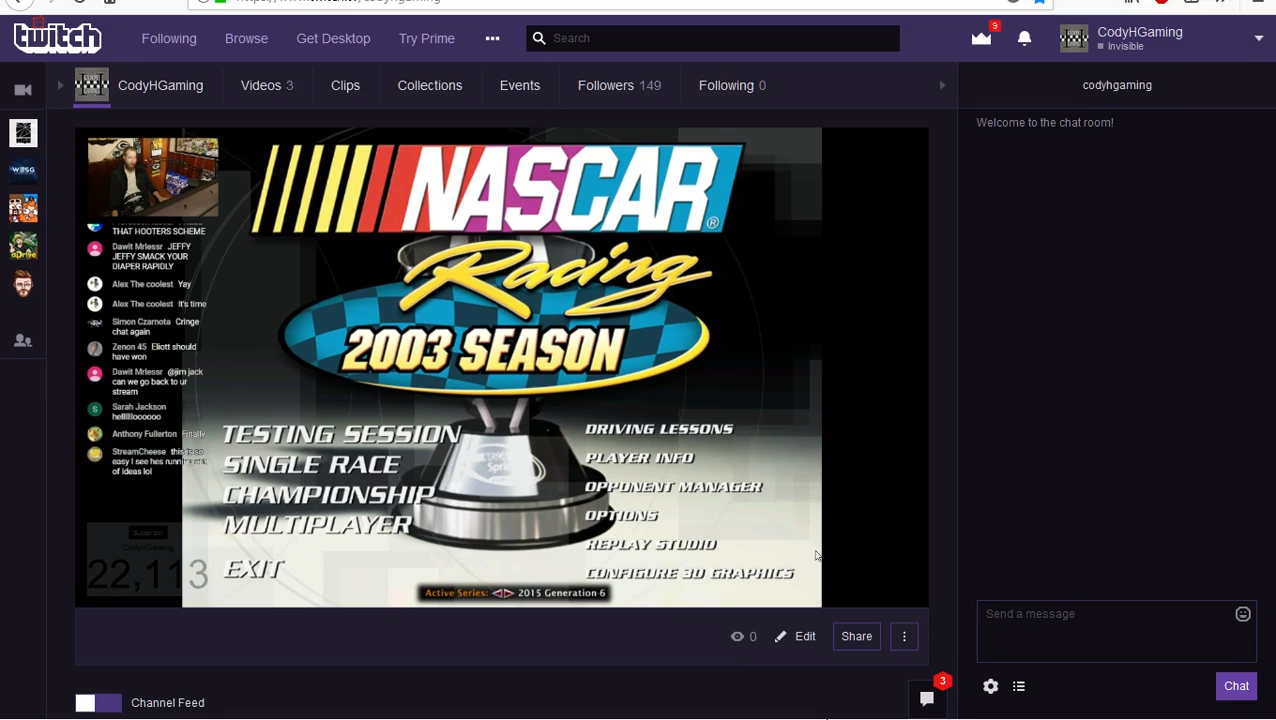 twitch
Following
Browse
Get Desktop
Try Prime
Search
9
CodyHGaming
Invisible
CodyHGaming
Videos 3
Clips
Collections
Events
Followers 149
Following 0
codyhgaming
Welcome to the chat room!
THAT HOOTERS SCHEME
Dawit Mrlessr JEFFY
JEFFY SMACK YOUR
DIAPER RAPIDLY
Alex The coolest Yay
Alex The coolest It's time
Simon Czarnota Cringe
chat again
Zenon 45 Eliott should
have won
Dawit Mrlessr @jim jack
can we go back to ur
stream
Sarah Jackson
hellllllooooo
Anthony Fullerton Finally
StreamCheese this is so
easy I see hes running out
of ideas lol
Subscribe
CodyHGaming
22,113
NASCAR®
Racing
2003 SEASON
TESTING SESSION
SINGLE RACE
CHAMPIONSHIP
MULTIPLAYER
EXIT
DRIVING LESSONS
PLAYER INFO
OPPONENT MANAGER
OPTIONS
REPLAY STUDIO
CONFIGURE 3D GRAPHICS
Active Series: 2015 Generation 6
0
Edit
Share
Send a message
Chat
Channel Feed
3